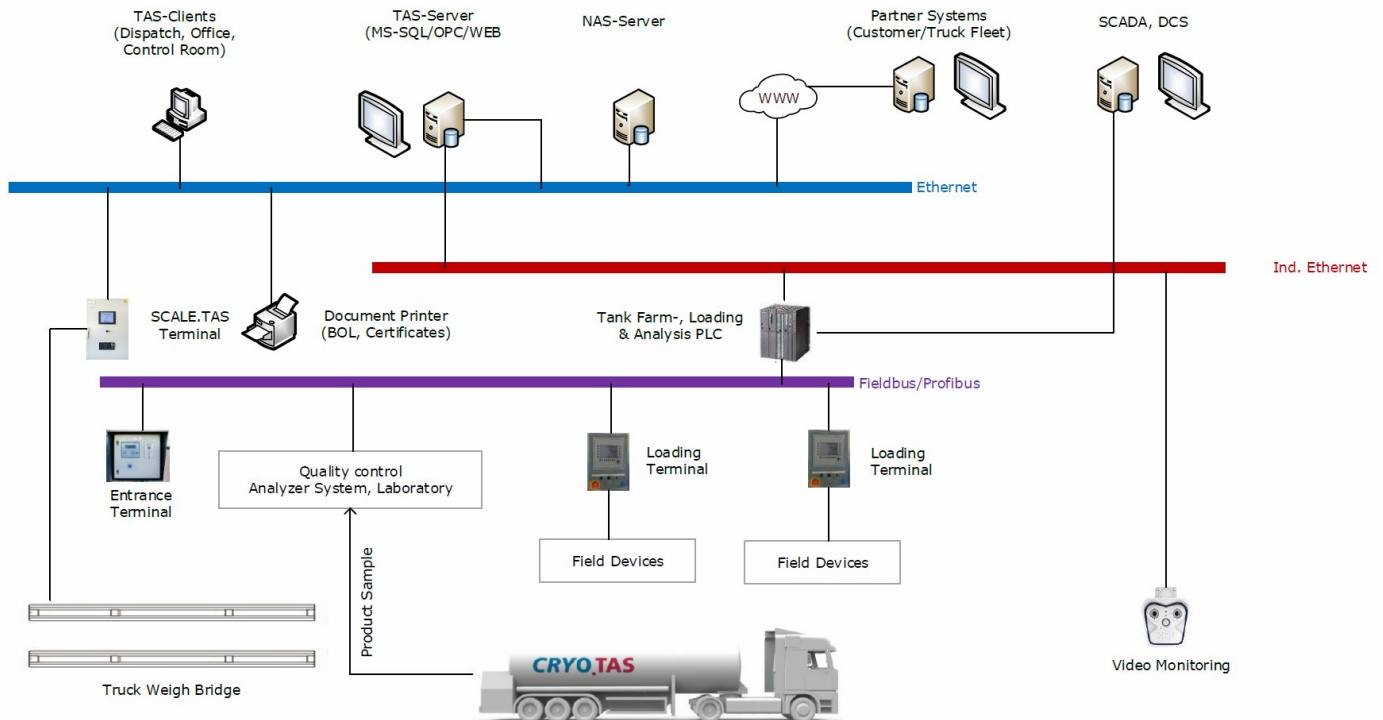 TAS-Clients
(Dispatch, Office,
Control Room)
TAS-Server
(MS-SQL/OPC/WEB
NAS-Server
Partner Systems
(Customer/Truck Fleet)
SCADA, DCS
WWW
Ethernet
Ind. Ethernet
SCALE.TAS
Terminal
Document Printer
(BOL, Certificates)
Tank Farm-, Loading
& Analysis PLC
Fieldbus/Profibus
Entrance
Terminal
Quality control
Analyzer System, Laboratory
Loading
Terminal
Loading
Terminal
Field Devices
Field Devices
Product Sample
CRYO.TAS
Truck Weigh Bridge
Video Monitoring